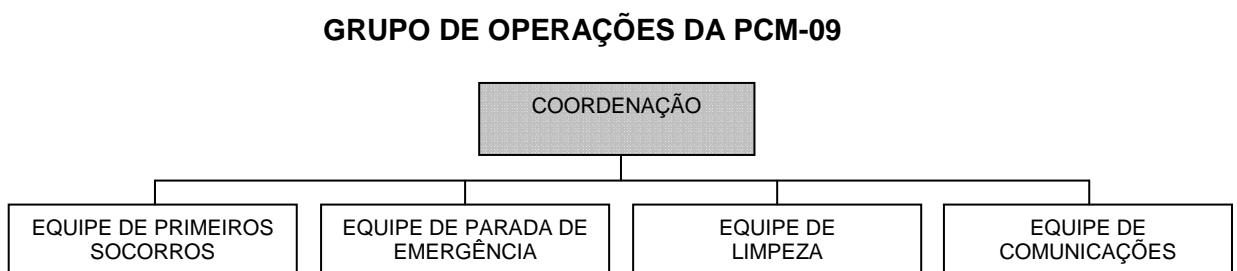 GRUPO DE OPERAÇÕES DA PCM-09
COORDENAÇÃO
EQUIPE DE PRIMEIROS
SOCORROS
EQUIPE DE PARADA DE
EMERGÊNCIA
EQUIPE DE
LIMPEZA
EQUIPE DE
COMUNICAÇÕES